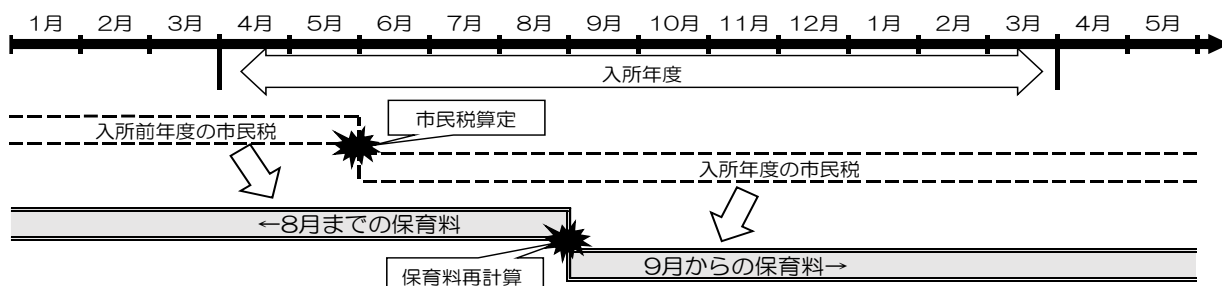 1月 2月 3月 4月 5月 6月 7月 8月 9月 10月 11月 12月 1月 2月 3月 4月 5月
入所年度
市民税算定
入所前年度の市民税
入所年度の市民税
←8月までの保育料
9月からの保育料→
保育料再計算